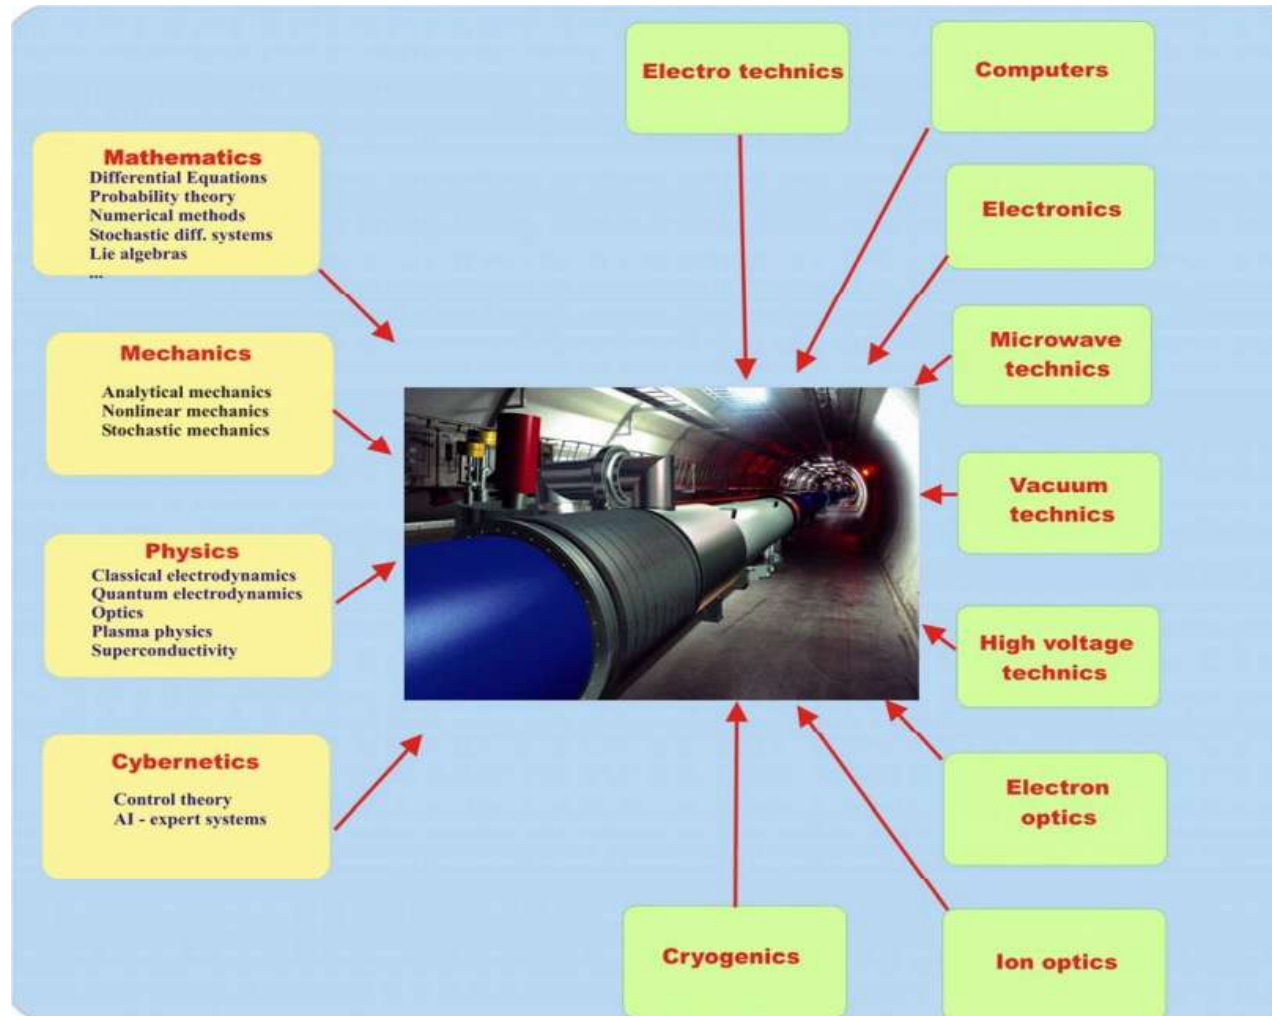 Electro technics
Computers
Mathematics
Differential Equations
Probability theory
Numerical methods
Stochastic diff. systems
Lie algebras
...
Electronics
Mechanics
Analytical mechanics
Nonlinear mechanics
Stochastic mechanics
Microwave
technics
Vacuum
technics
Physics
Classical electrodynamics
Quantum electrodynamics
Optics
Plasma physics
Superconductivity
High voltage
technics
Cybernetics
Control theory
AI - expert systems
Electron
optics
Cryogenics
Ion optics